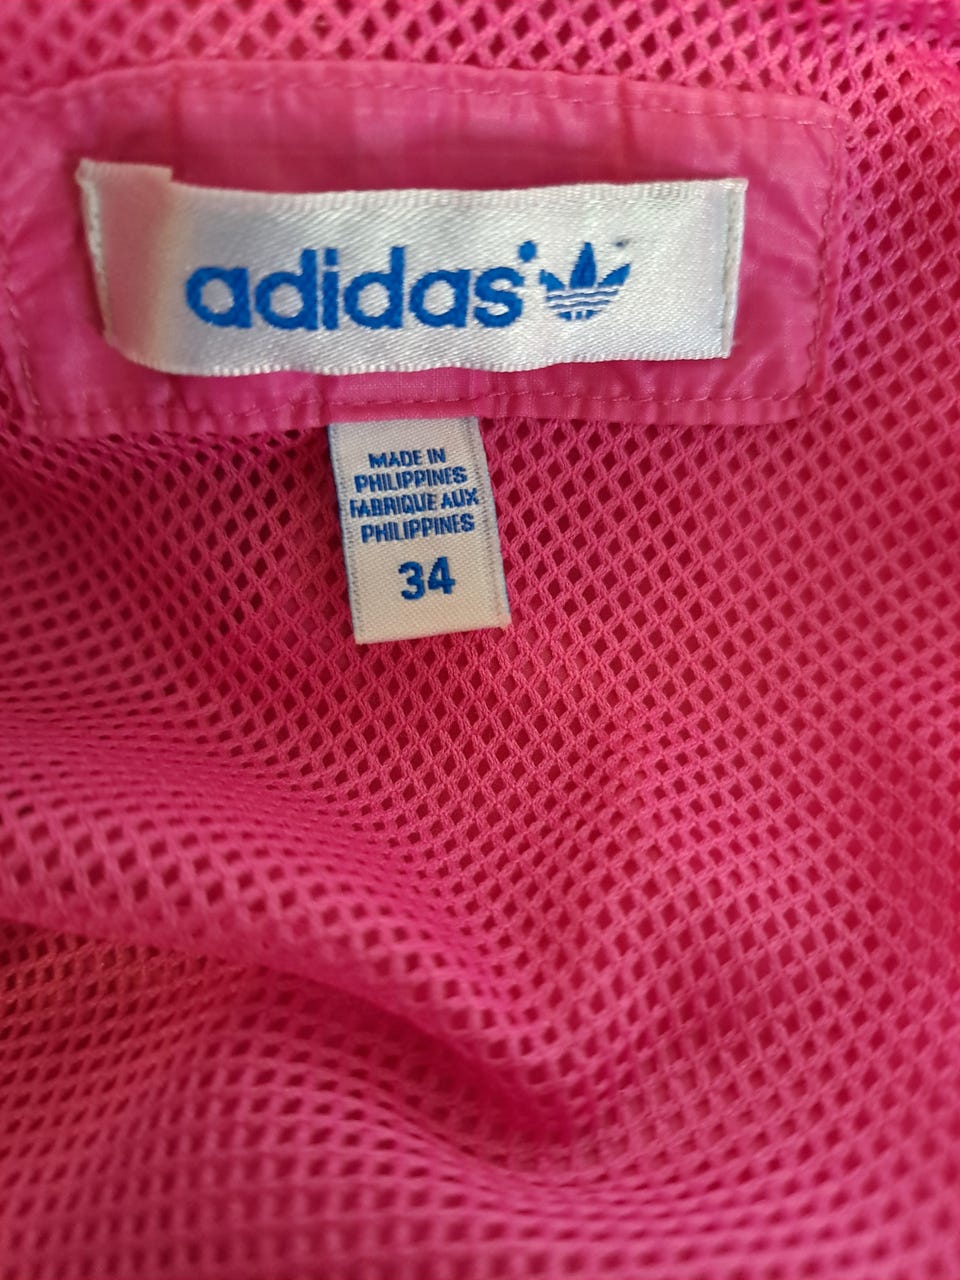 adidas
MADE IN
PHILIPPINES
FABRIQUE AUX
PHILIPPINES
34